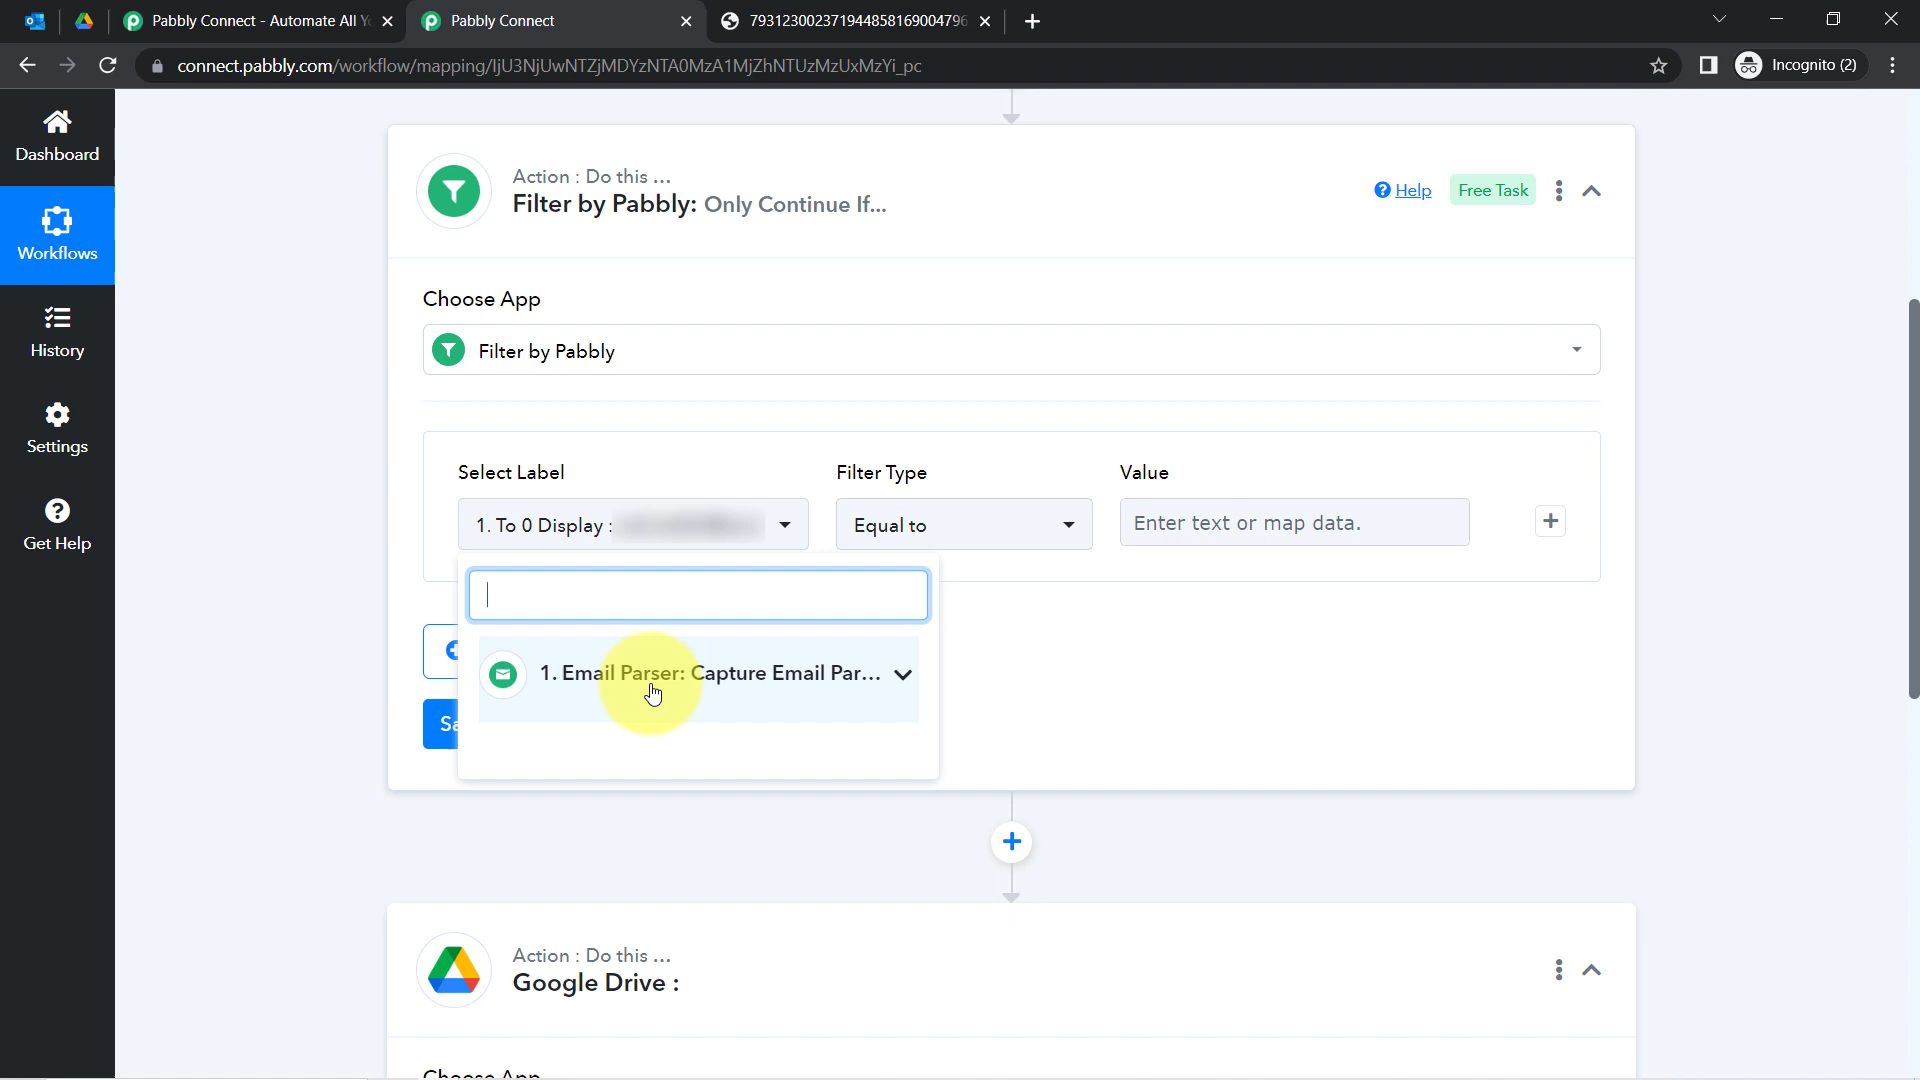 Pabbly Connect - Automate All Y
Pabbly Connect
79312300237194485816900479
connect.pabbly.com/workflow/mapping/IjU3NjUwNTZjMDYzNTA0MzA1MjZhNTUzMzUxMzYi_pc
Incognito (2)
Dashboard
Workflows
History
Settings
Get Help
Action : Do this ...
Filter by Pabbly: Only Continue If...
Help
Free Task
Choose App
Filter by Pabbly
Select Label
Filter Type
Value
1. To 0 Display :
Equal to
Enter text or map data.
1. Email Parser: Capture Email Par...
Sa
Action : Do this ...
Google Drive :
Choose App